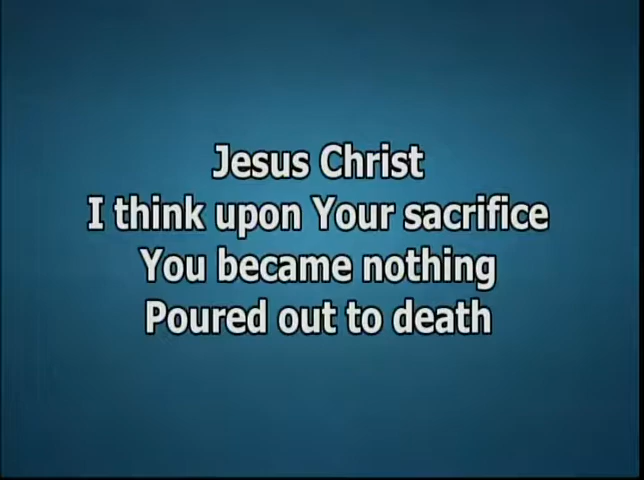 Jesus Christ
I think upon Your sacrifice
You became nothing
Poured out to death